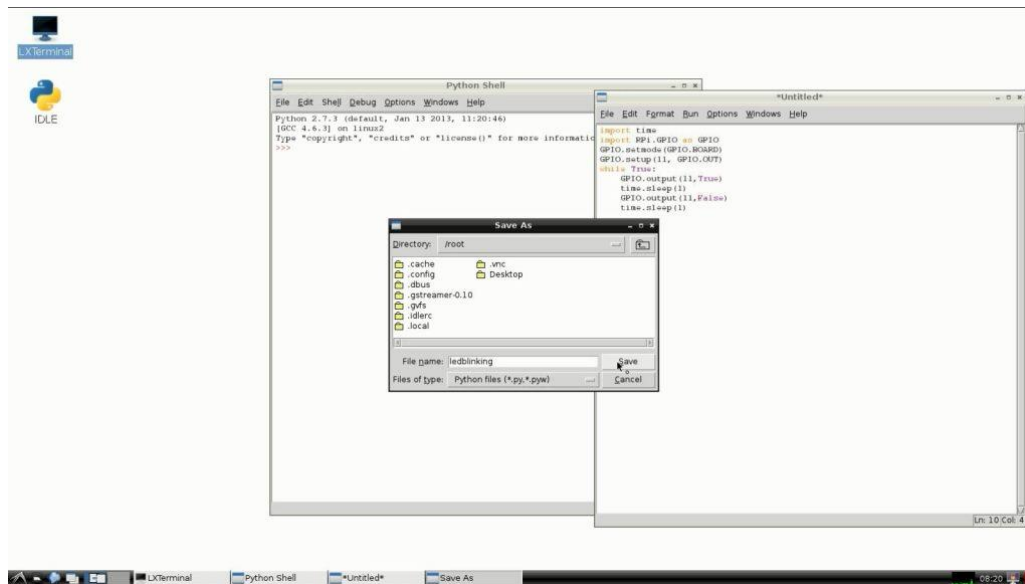 LXTerminal
IDLE
Python Shell
File Edit Shell Debug Options Windows Help
Python 2.7.3 (default, Jan 13 2013, 11:20:46)
[GCC 4.6.3] on linux2
Type "copyright", "credits" or "license()" for more informatic
>>>
*Untitled*
File Edit Format Run Options Windows Help
import time
import RPi.GPIO as GPIO
GPIO.setmode(GPIO.BOARD)
GPIO.setup(11, GPIO.OUT)
while True:
    GPIO.output(11,True)
    time.sleep(1)
    GPIO.output(11,False)
    time.sleep(1)
Save As
Directory: /root
.cache .vnc
.config Desktop
.dbus
.gstreamer-0.10
.gvfs
.idlerc
.local
File name: ledblinking Save
Files of type: Python files (*.py,*.pyw) Cancel
Ln: 10 Col: 4
LXTerminal Python Shell *Untitled* Save As 08:20